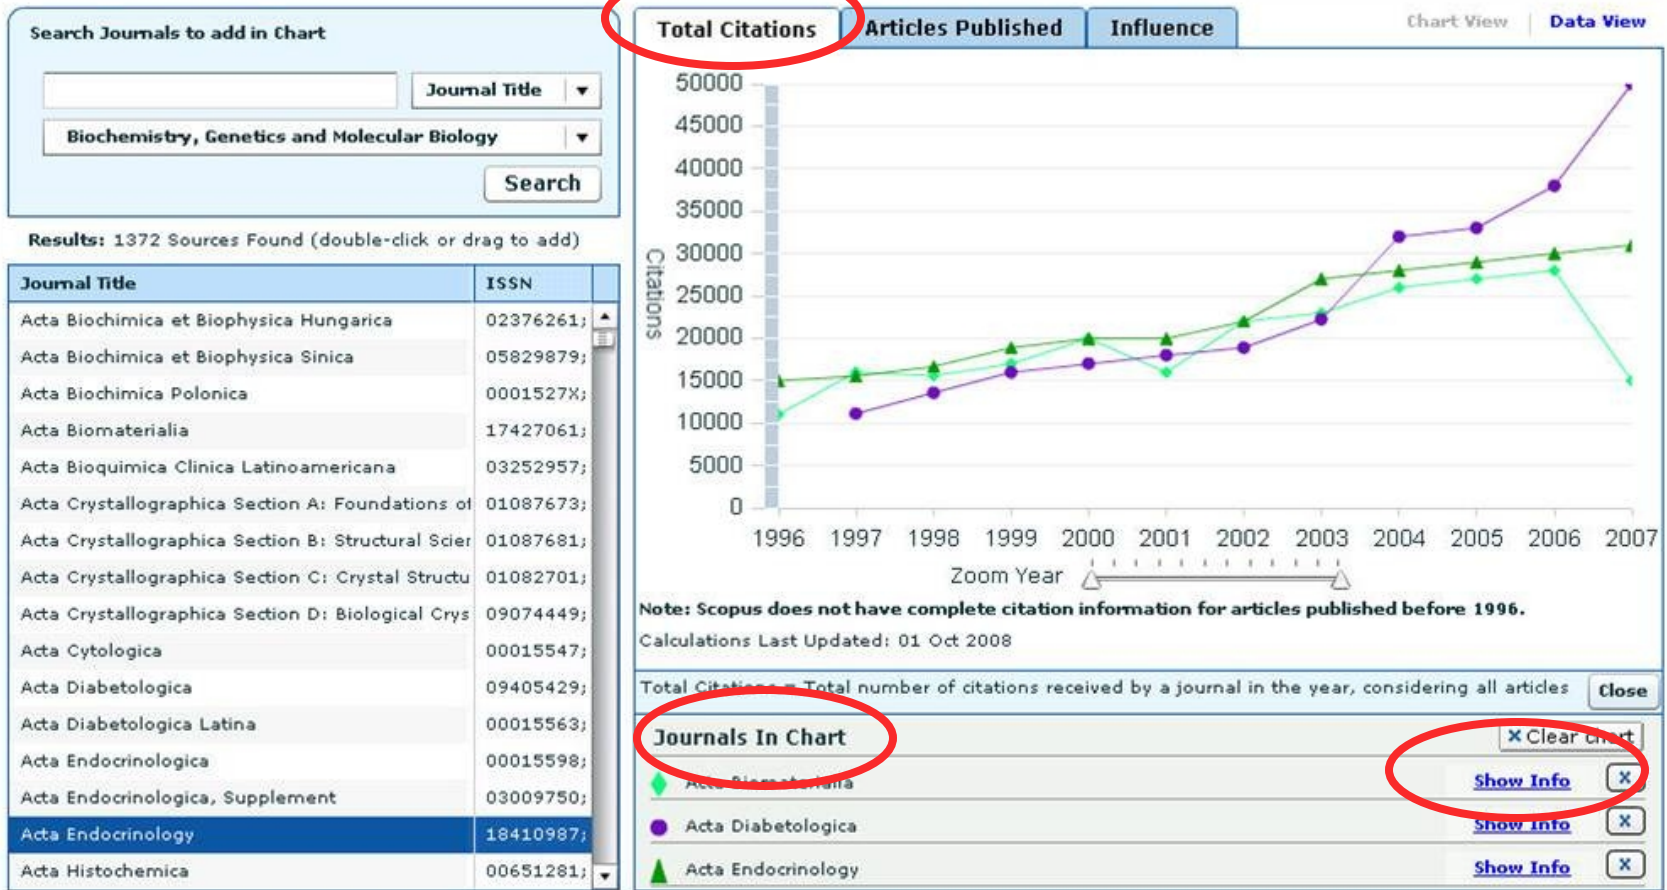 Search Journals to add in Chart
Journal Title
Biochemistry, Genetics and Molecular Biology
Search
Results: 1372 Sources Found (double-click or drag to add)
Journal Title ISSN
Acta Biochimica et Biophysica Hungarica 02376261;
Acta Biochimica et Biophysica Sinica 05829879;
Acta Biochimica Polonica 0001527X;
Acta Biomaterialia 17427061;
Acta Bioquimica Clinica Latinoamericana 03252957;
Acta Crystallographica Section A: Foundations of 01087673;
Acta Crystallographica Section B: Structural Scier 01087681;
Acta Crystallographica Section C: Crystal Structu 01082701;
Acta Crystallographica Section D: Biological Crys 09074449;
Acta Cytologica 00015547;
Acta Diabetologica 09405429;
Acta Diabetologica Latina 00015563;
Acta Endocrinologica 00015598;
Acta Endocrinologica, Supplement 03009750;
Acta Endocrinology 18410987;
Acta Histochemica 00651281;
Total Citations Articles Published Influence Chart View | Data View
50000
45000
40000
35000
30000
25000
20000
15000
10000
5000
0
Citations
1996 1997 1998 1999 2000 2001 2002 2003 2004 2005 2006 2007
Zoom Year
Note: Scopus does not have complete citation information for articles published before 1996.
Calculations Last Updated: 01 Oct 2008
Total Citations = Total number of citations received by a journal in the year, considering all articles Close
Journals In Chart × Clear chart
Acta Biomaterialia Show Info ×
Acta Diabetologica Show Info ×
Acta Endocrinology Show Info ×